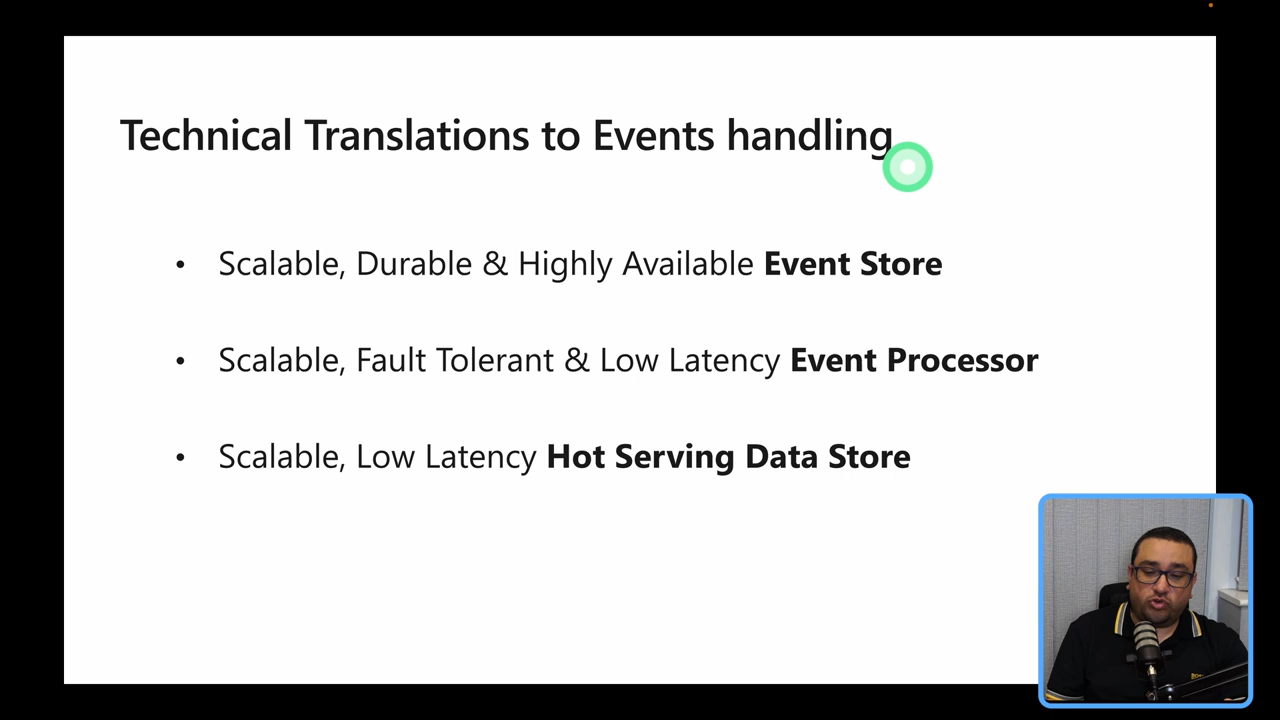 Technical Translations to Events handling
• Scalable, Durable & Highly Available Event Store
• Scalable, Fault Tolerant & Low Latency Event Processor
• Scalable, Low Latency Hot Serving Data Store